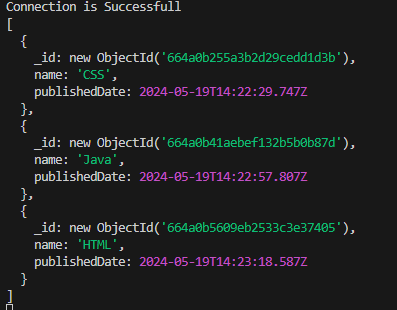 Connection is Successfull
[
  {
    _id: new ObjectId('664a0b255a3b2d29cedd1d3b'),
    name: 'CSS',
    publishedDate: 2024-05-19T14:22:29.747Z
  },
  {
    _id: new ObjectId('664a0b41aebef132b5b0b87d'),
    name: 'Java',
    publishedDate: 2024-05-19T14:22:57.807Z
  },
  {
    _id: new ObjectId('664a0b5609eb2533c3e37405'),
    name: 'HTML',
    publishedDate: 2024-05-19T14:23:18.587Z
  }
]